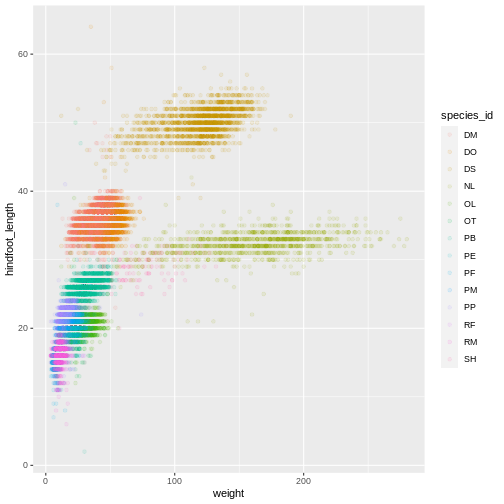 60
40
20
0
hindfoot_length
0 100 200
weight
species_id
DM
DO
DS
NL
OL
OT
PB
PE
PF
PM
PP
RF
RM
SH